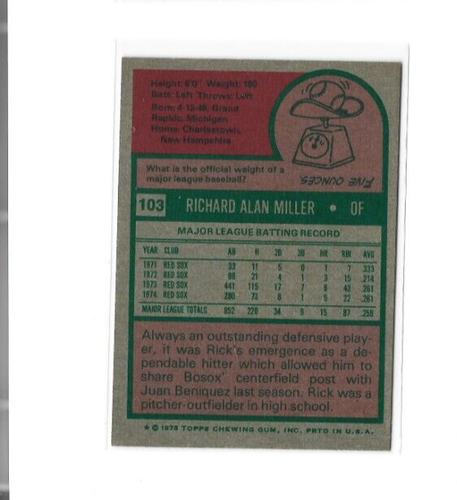 Height: 6'0" Weight: 180
Bats: Left Throws: Left
Born: 4-19-48, Grand
Rapids, Michigan
Home: Charlestown,
New Hampshire
FIVE OUNCES.
What is the official weight of a
major league baseball?
103 RICHARD ALAN MILLER • OF
MAJOR LEAGUE BATTING RECORD
YEAR CLUB AB H 2B 3B HR RBI AVG
1971 RED SOX 33 11 5 0 1 7 .333
1972 RED SOX 98 21 4 1 3 15 .214
1973 RED SOX 441 115 17 7 6 43 .261
1974 RED SOX 280 73 8 1 5 22 .261
MAJOR LEAGUE TOTALS 852 220 34 9 15 87 .258
Always an outstanding defensive play-
er, it was Rick's emergence as a de-
pendable hitter which allowed him to
share Bosox' centerfield post with
Juan Beniquez last season. Rick was a
pitcher-outfielder in high school.
★ © 1975 TOPPS CHEWING GUM, INC. PRTD IN U.S.A.